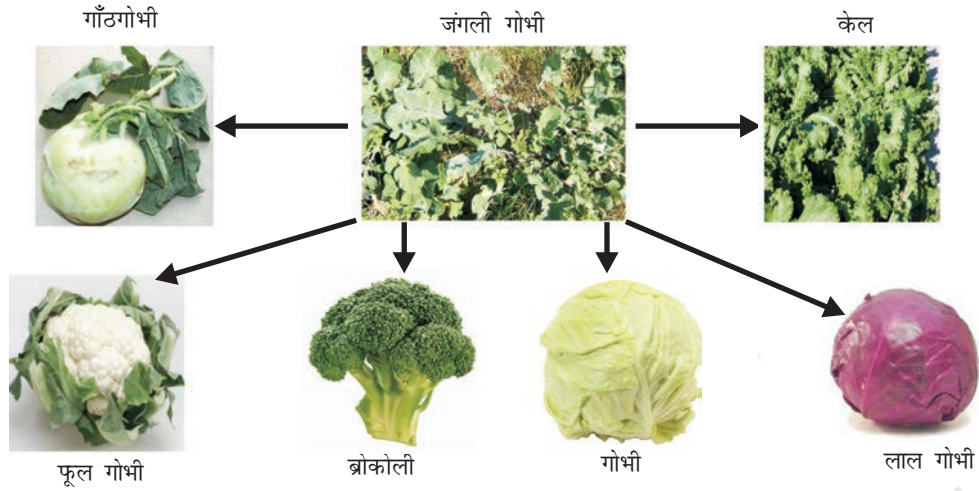 गाँठगोभी
जंगली गोभी
केल
फूल गोभी
ब्रोकोली
गोभी
लाल गोभी